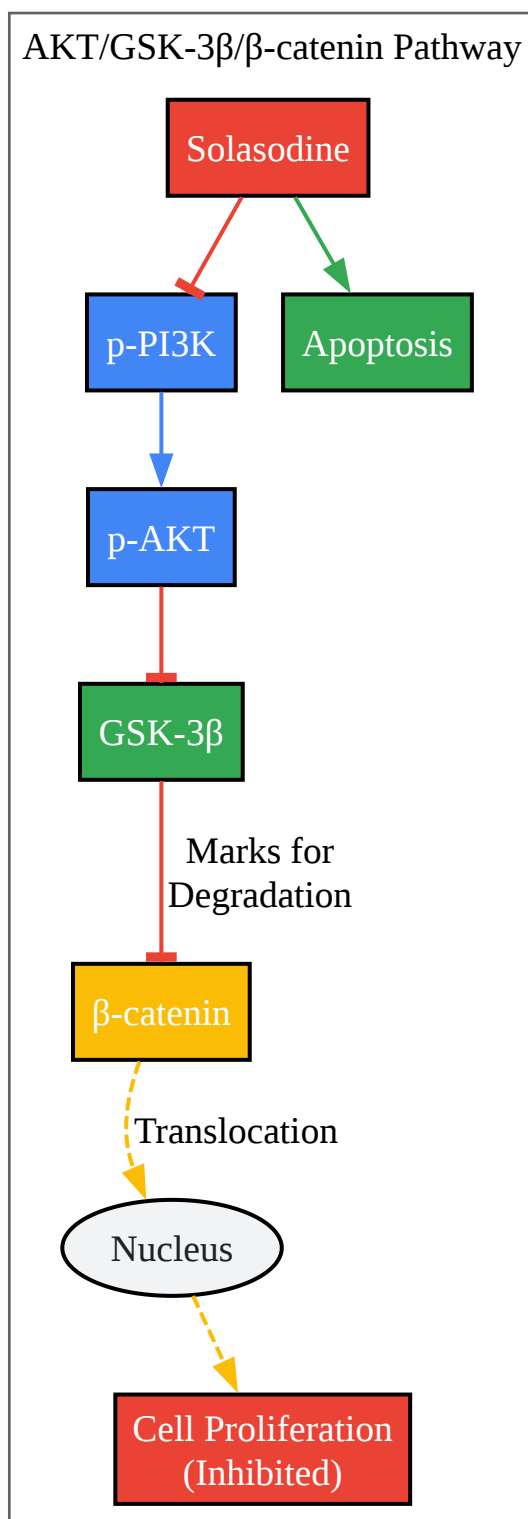 AKT/GSK-3β/β-catenin Pathway
Solasodine
p-PI3K
Apoptosis
p-AKT
GSK-3β
Marks for
Degradation
β-catenin
Translocation
Nucleus
Cell Proliferation
(Inhibited)